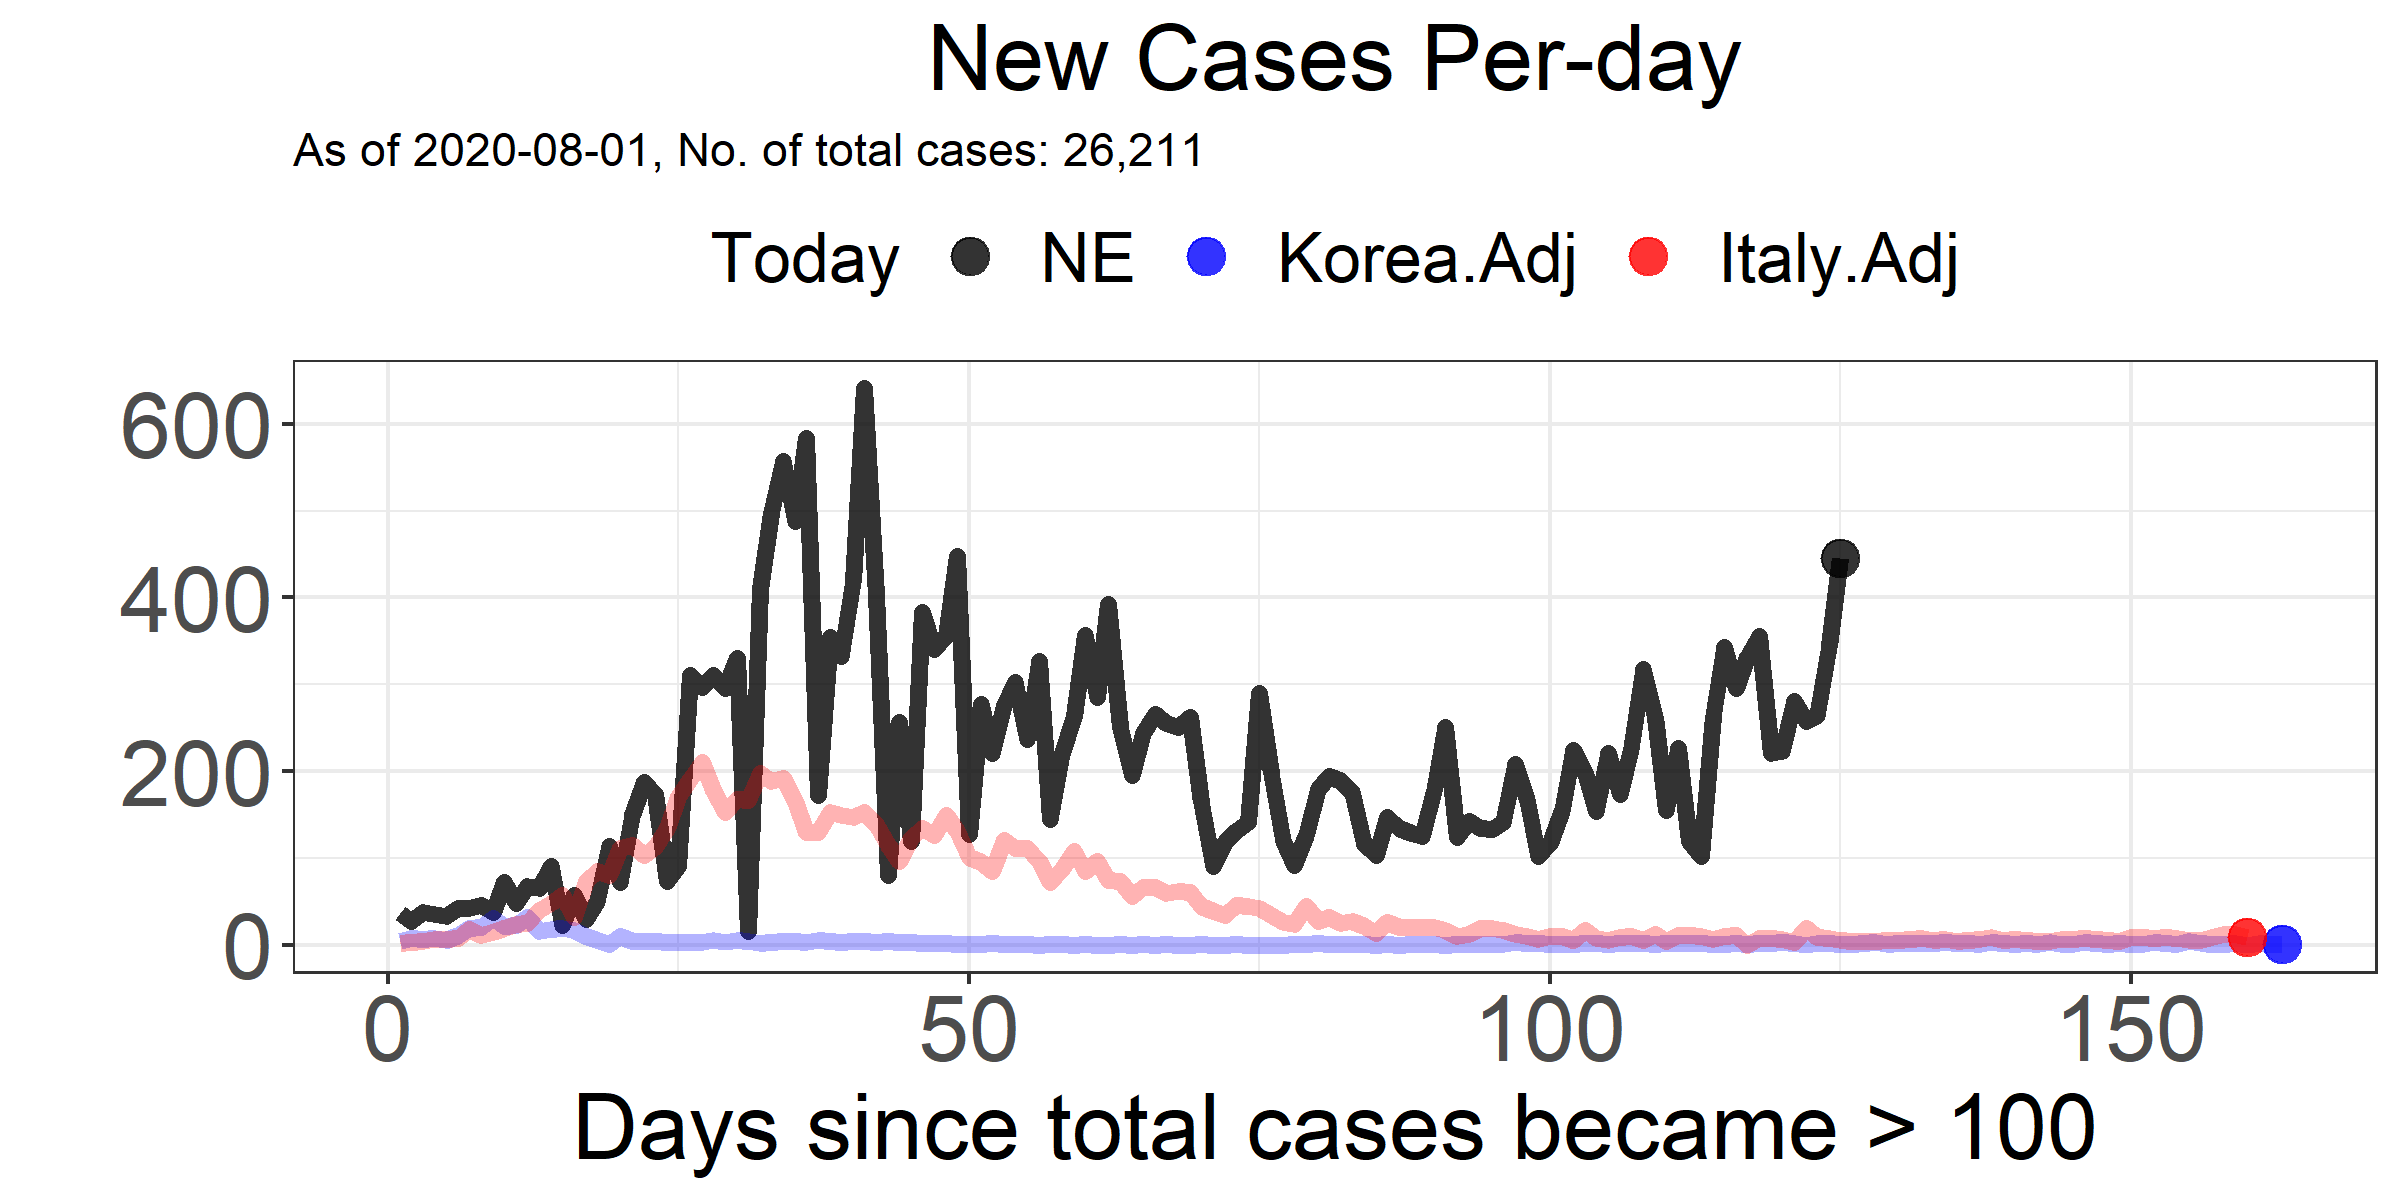 New Cases Per-day
As of 2020-08-01, No. of total cases: 26,211
Today NE Korea.Adj Italy.Adj
600
400
200
0
0 50 100 150
Days since total cases became > 100